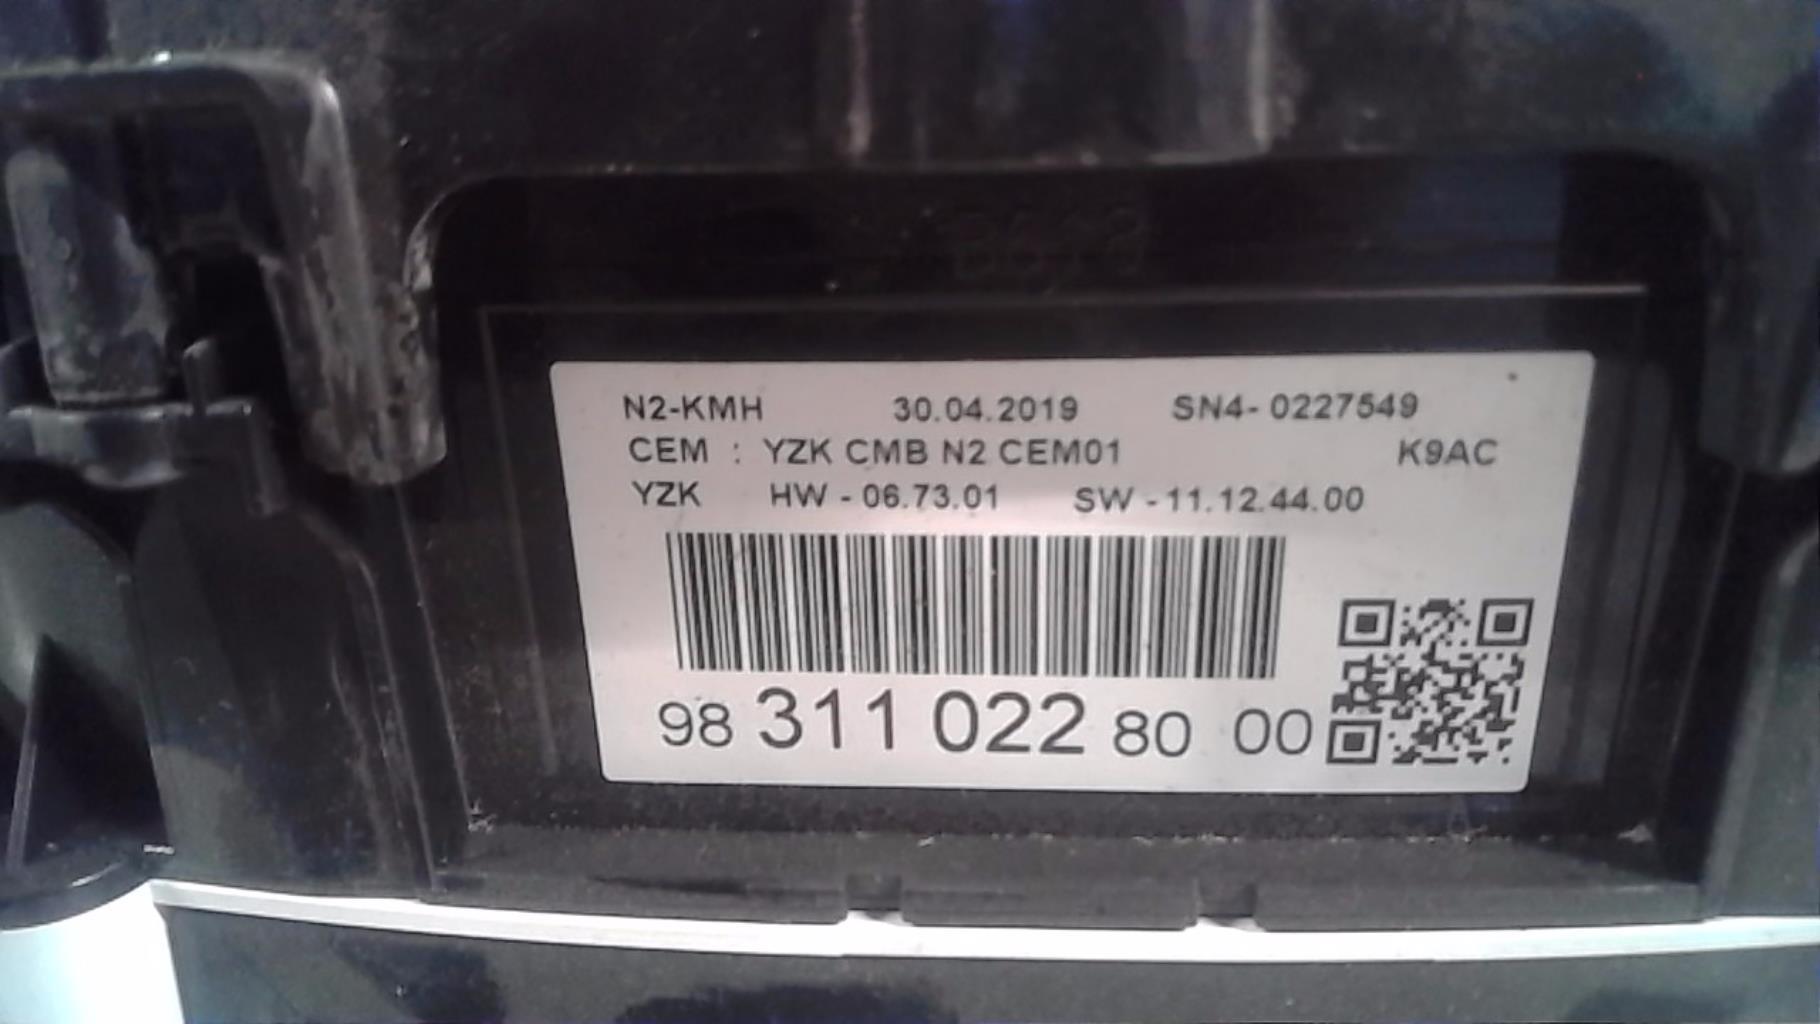 N2-KMH 30.04.2019 SN4-0227549
CEM : YZK CMB N2 CEM01 K9AC
YZK HW - 06.73.01 SW - 11.12.44.00
98 311 022 80 00